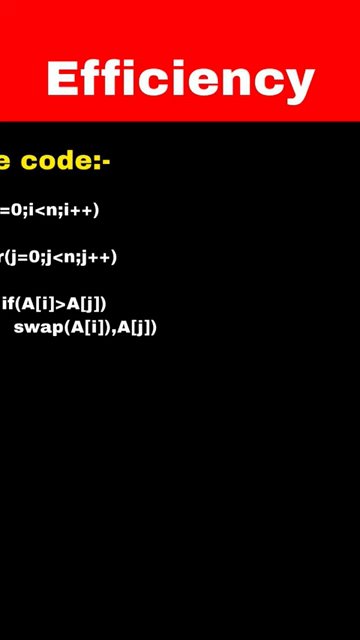 Efficiency
e code:-
=0;i<n;i++)
r(j=0;j<n;j++)
if(A[i]>A[j])
swap(A[i]),A[j])